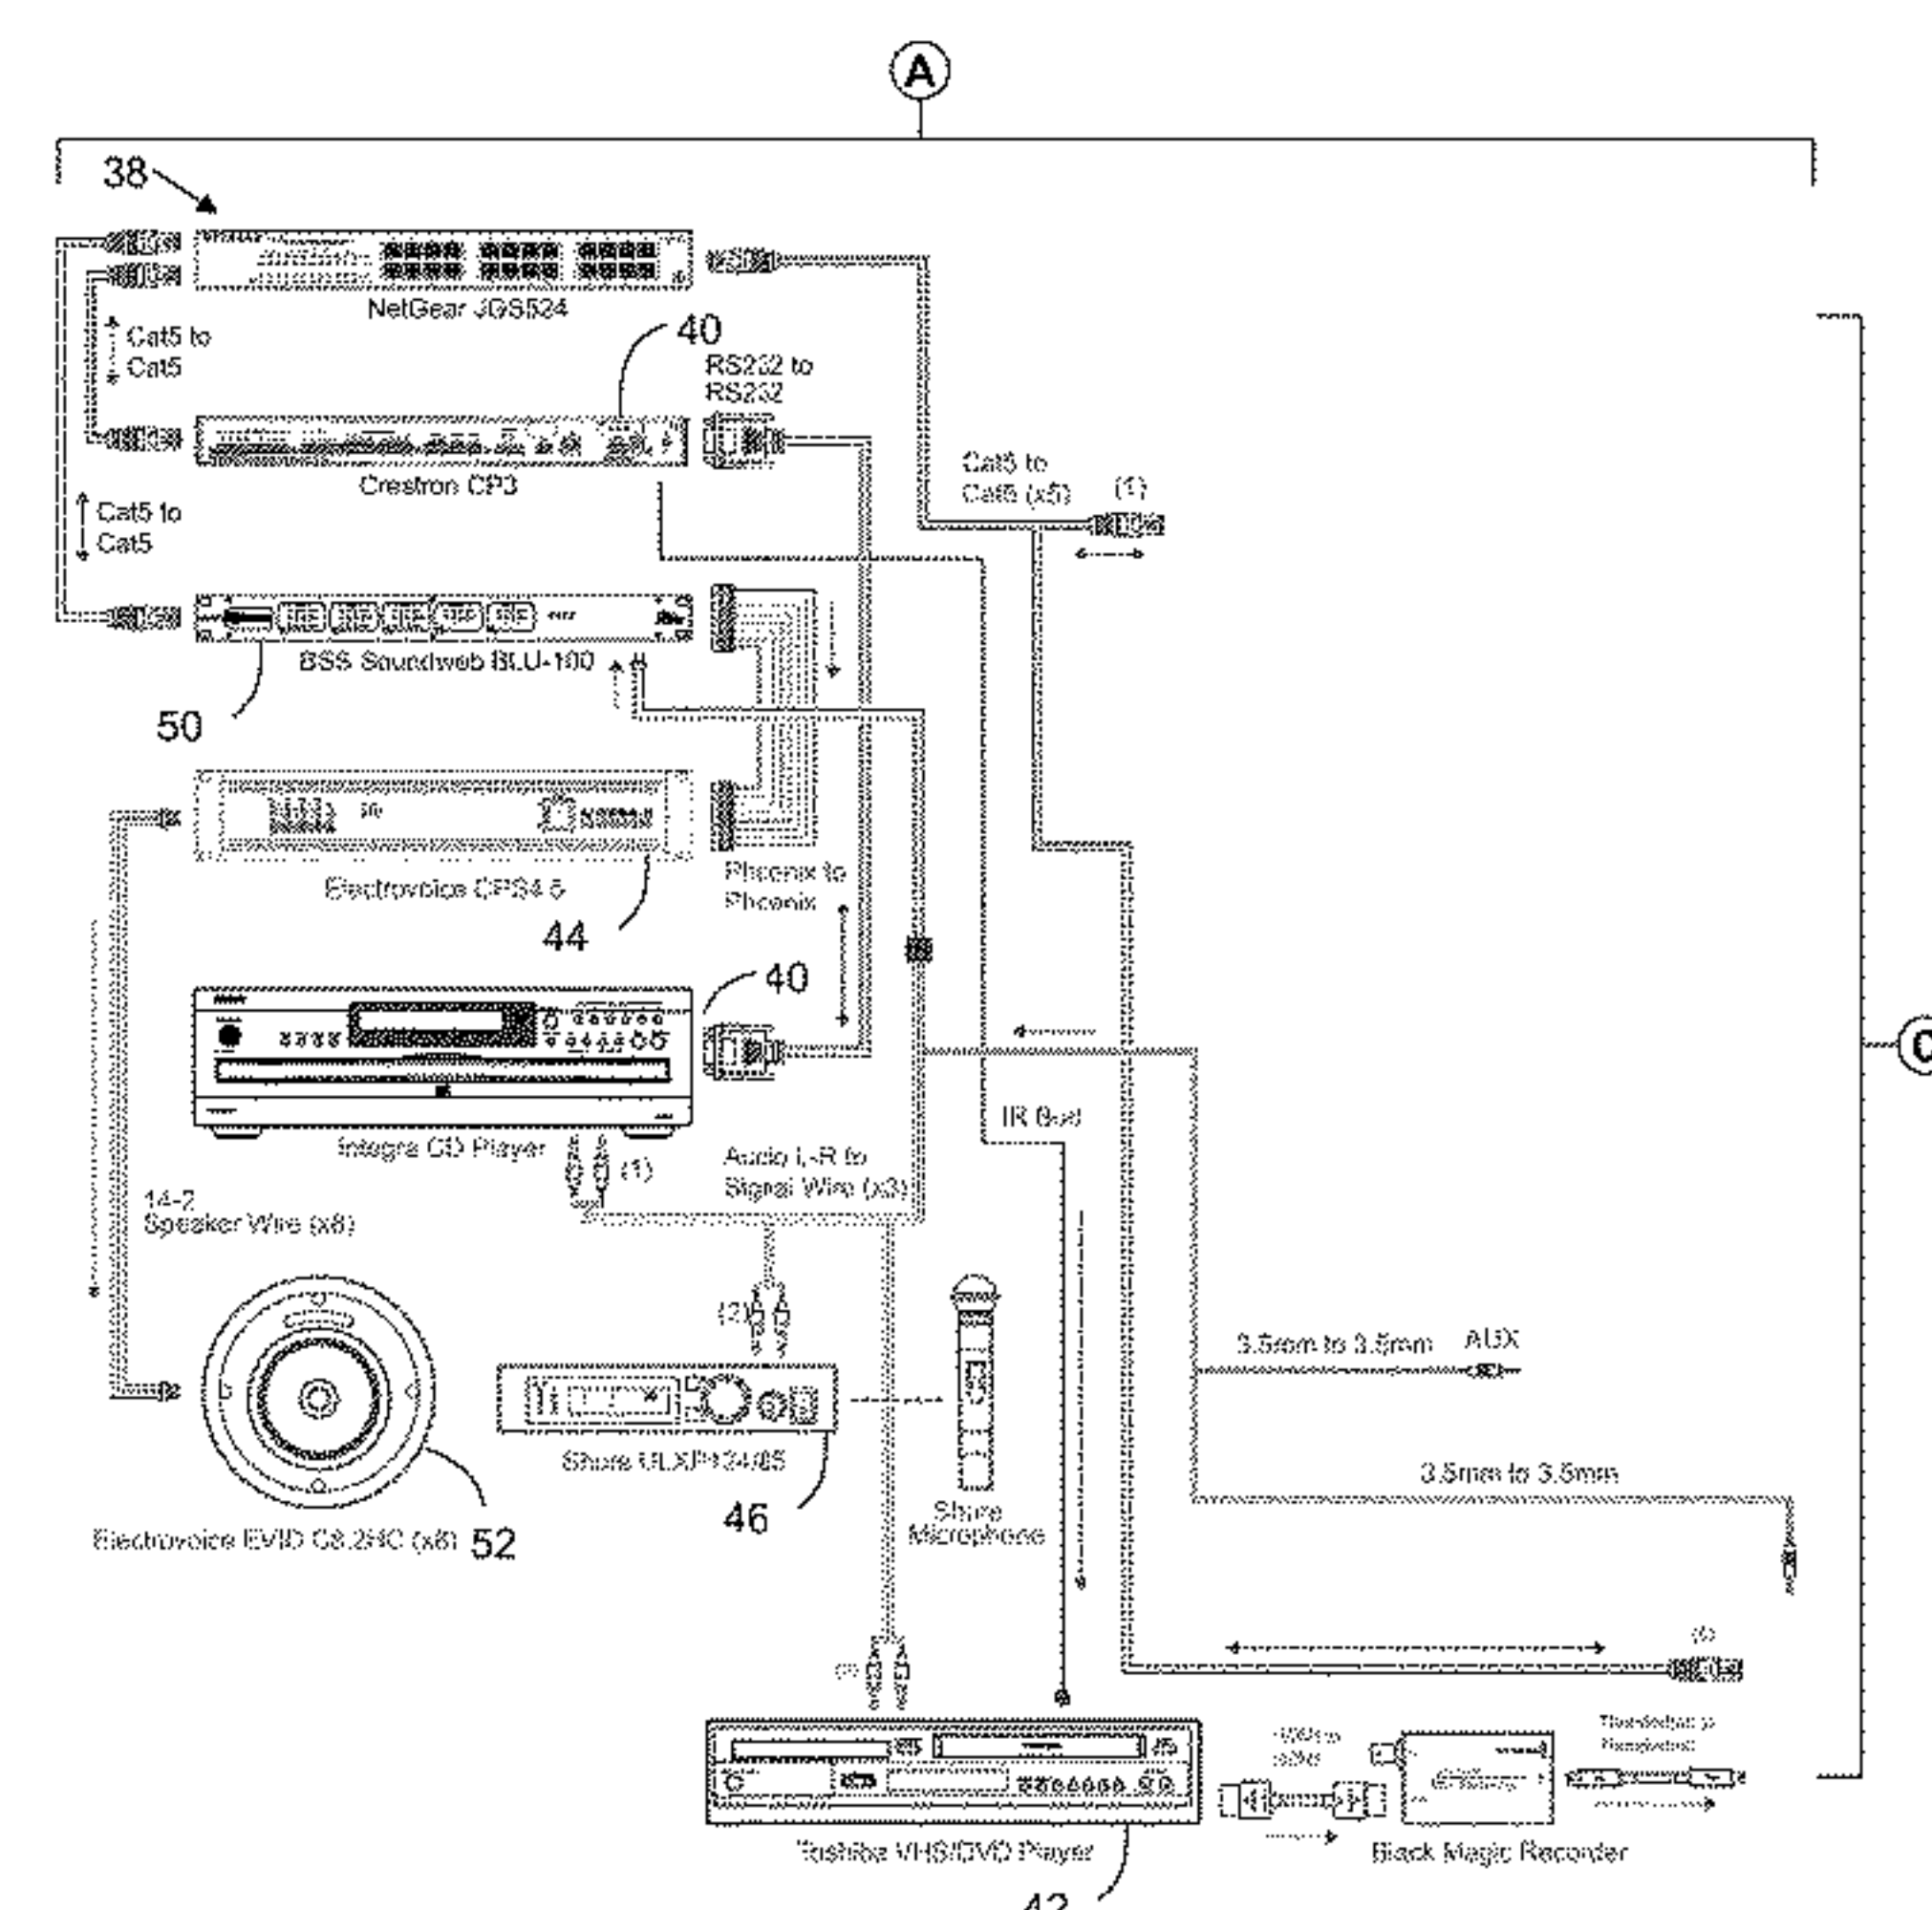 A
38
NetGear JGS524
40
Cat5 to
Cat5
RS232 to
RS232
Crestron CP3
Cat5 to
Cat5 (x5)
(1)
Cat5 to
Cat5
BSS Soundweb BLU-100
50
Electrovoice CPS4.5
44
Phoenix to
Phoenix
40
C
IR Bud
Integra CD Player
(1)
Audio L-R to
Signal Wire (x3)
14-2
Speaker Wire (x8)
(2)
3.5mm to 3.5mm
AUX
Shure
46
3.5mm to 3.5mm
Shure
Microphone
Electrovoice EVID C8.2HC
52
Toshiba VHS/DVD Player
Black Magic Recorder
42